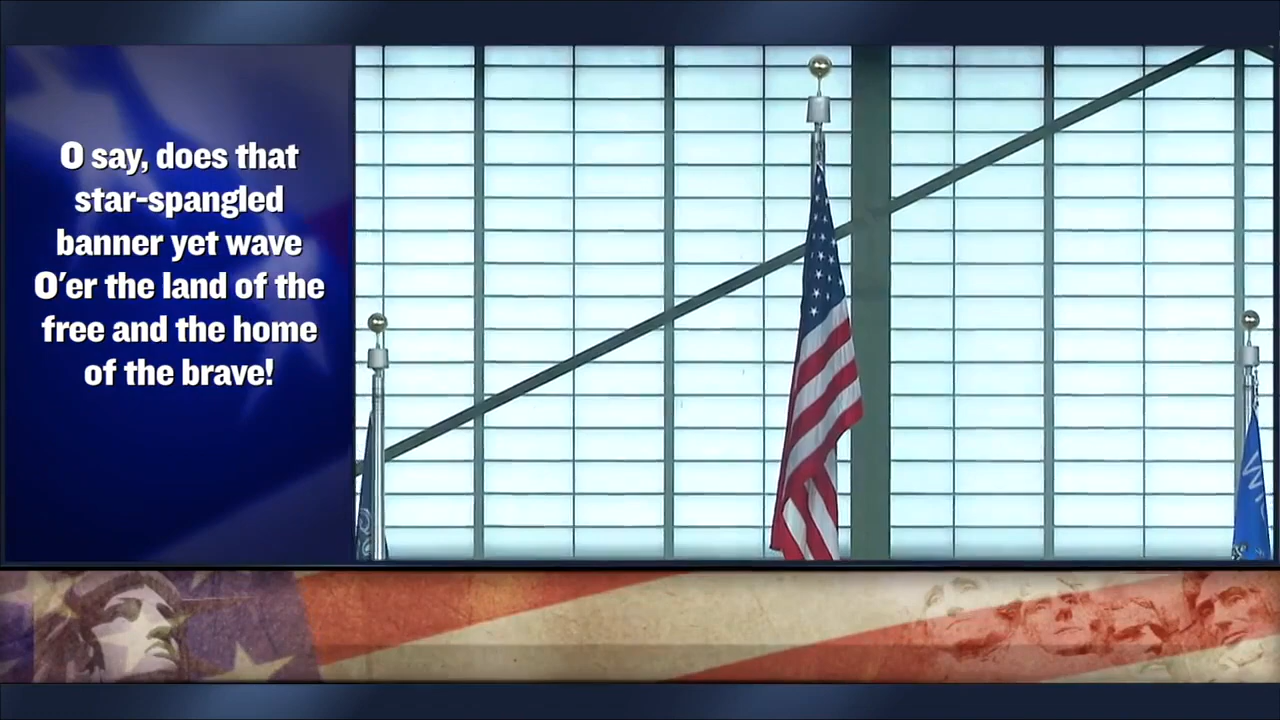 O say, does that
star-spangled
banner yet wave
O'er the land of the
free and the home
of the brave!
WI